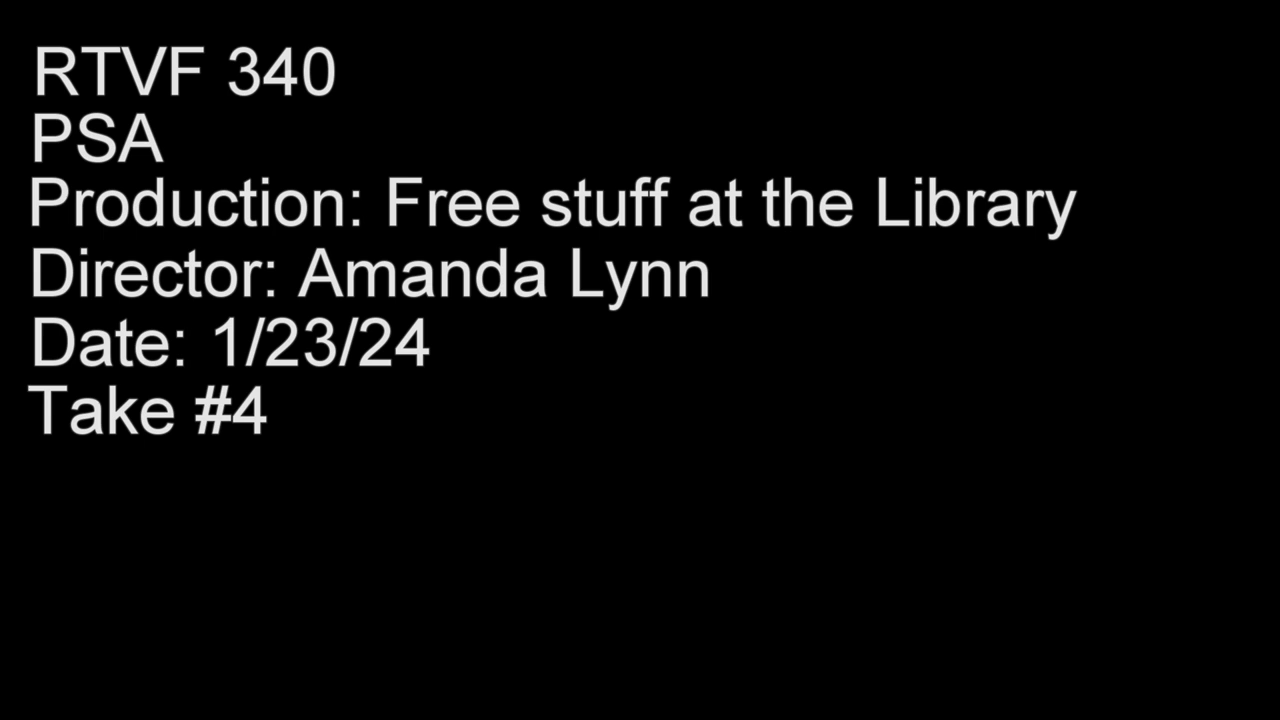 RTVF 340
PSA
Production: Free stuff at the Library
Director: Amanda Lynn
Date: 1/23/24
Take #4